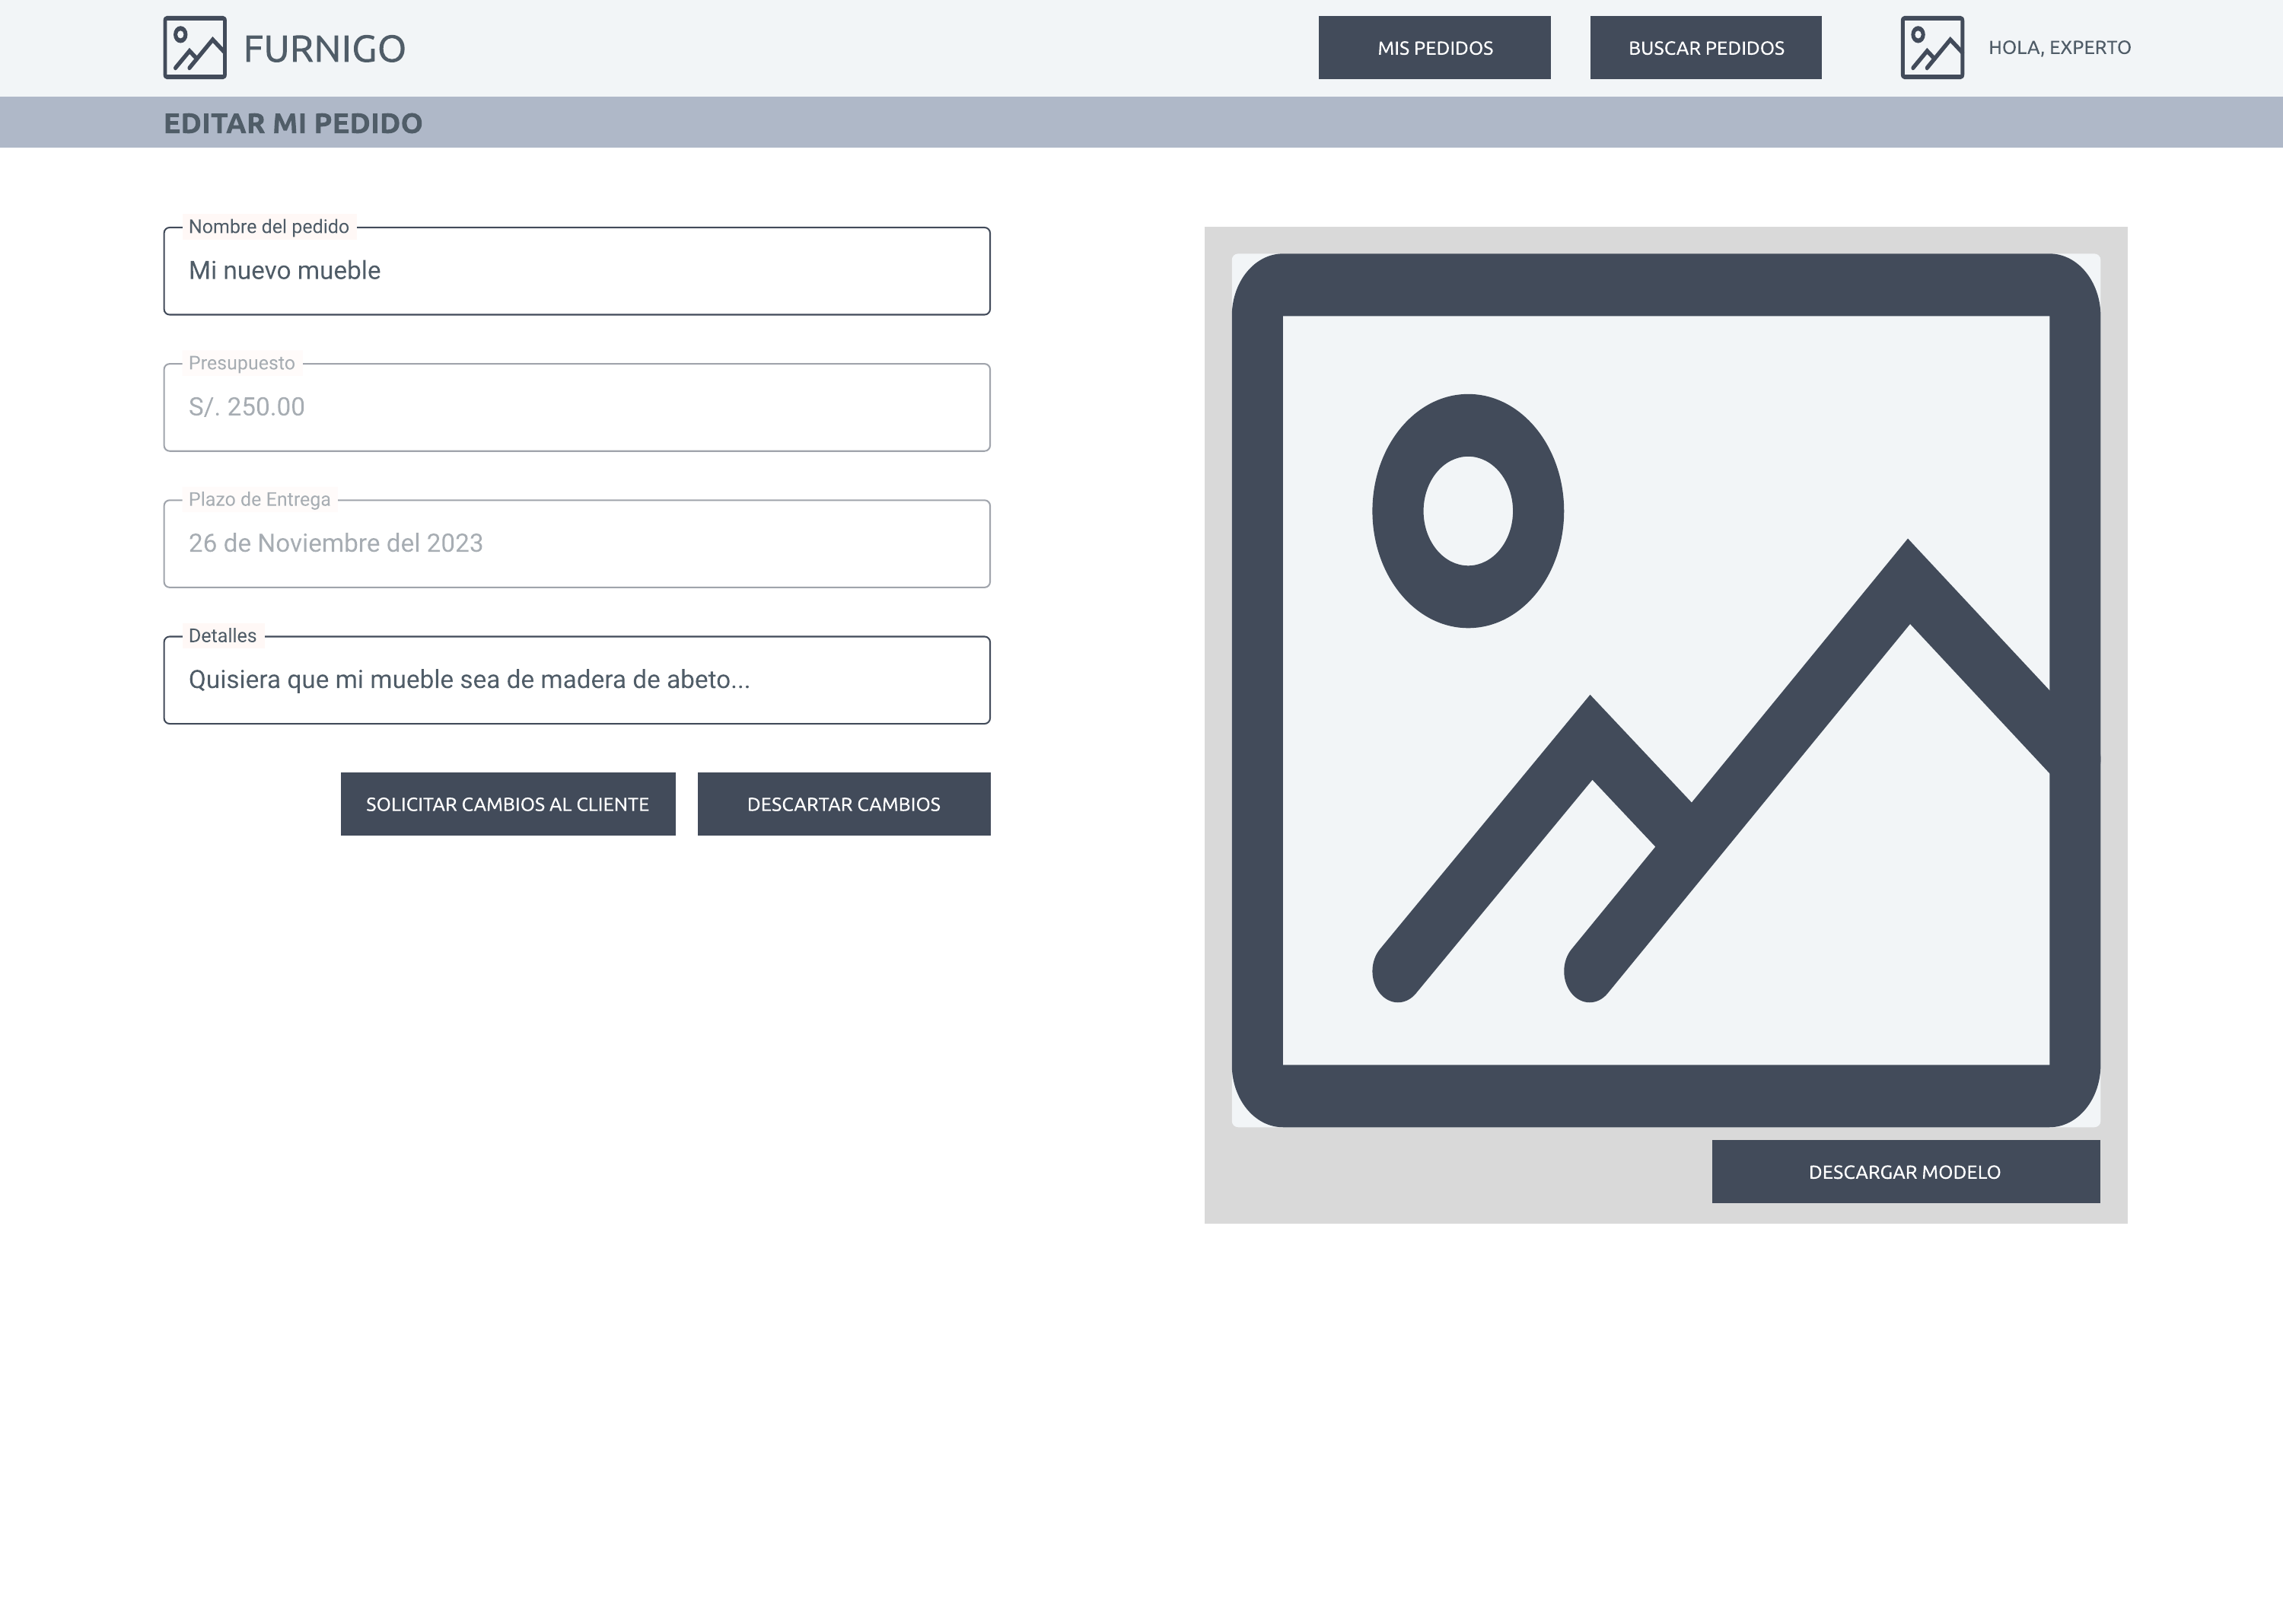 FURNIGO
MIS PEDIDOS
BUSCAR PEDIDOS
HOLA, EXPERTO
EDITAR MI PEDIDO
Nombre del pedido
Mi nuevo mueble
Presupuesto
S/. 250.00
Plazo de Entrega
26 de Noviembre del 2023
Detalles
Quisiera que mi mueble sea de madera de abeto...
SOLICITAR CAMBIOS AL CLIENTE
DESCARTAR CAMBIOS
DESCARGAR MODELO